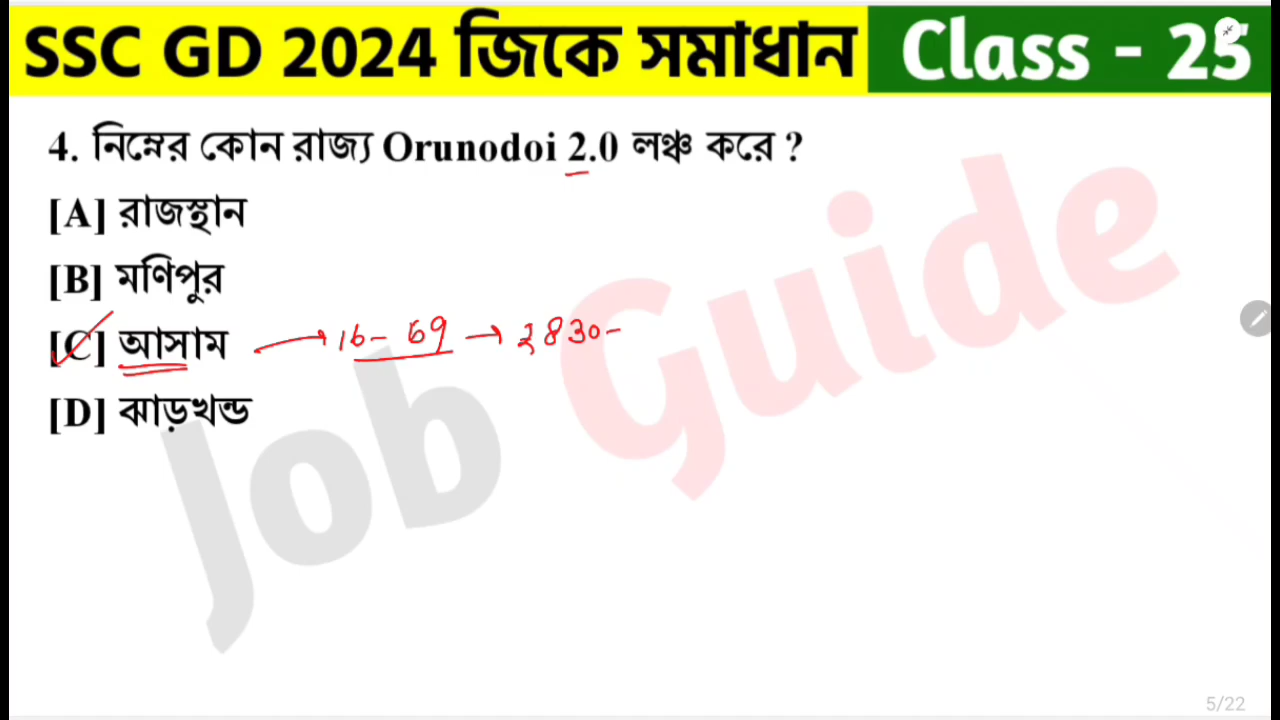 SSC GD 2024 জিকে সমাধান Class - 25
4. নিম্নের কোন রাজ্য Orunodoi 2.0 লঞ্চ করে ?
[A] রাজস্থান
[B] মণিপুর
[C] আসাম → 16- 59 → 2830-
[D] ঝাড়খন্ড
Job Guide
5/22